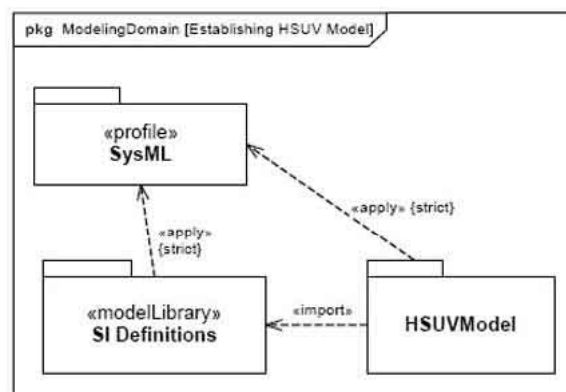 pkg ModelingDomain [Establishing HSUV Model]
«profile»
SysML
«apply» {strict}
«apply»
{strict}
«modelLibrary»
SI Definitions
«import»
HSUVModel